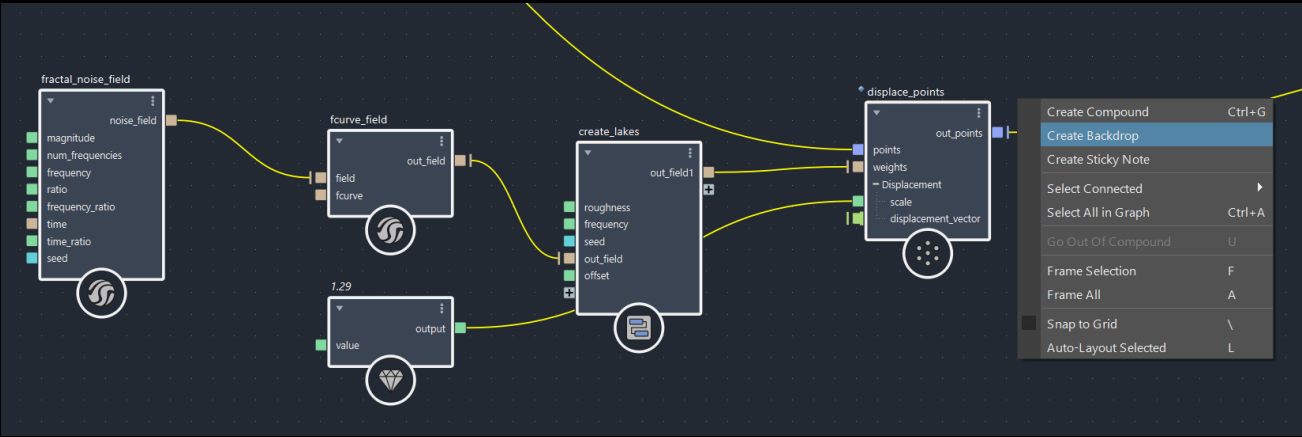 fractal_noise_field
noise_field
magnitude
num_frequencies
frequency
ratio
frequency_ratio
time
time_ratio
seed
fcurve_field
out_field
field
fcurve
1.29
output
value
create_lakes
out_field1
roughness
frequency
seed
out_field
offset
displace_points
out_points
points
weights
Displacement
scale
displacement_vector
Create Compound Ctrl+G
Create Backdrop
Create Sticky Note
Select Connected
Select All in Graph Ctrl+A
Go Out Of Compound U
Frame Selection F
Frame All A
Snap to Grid \
Auto-Layout Selected L